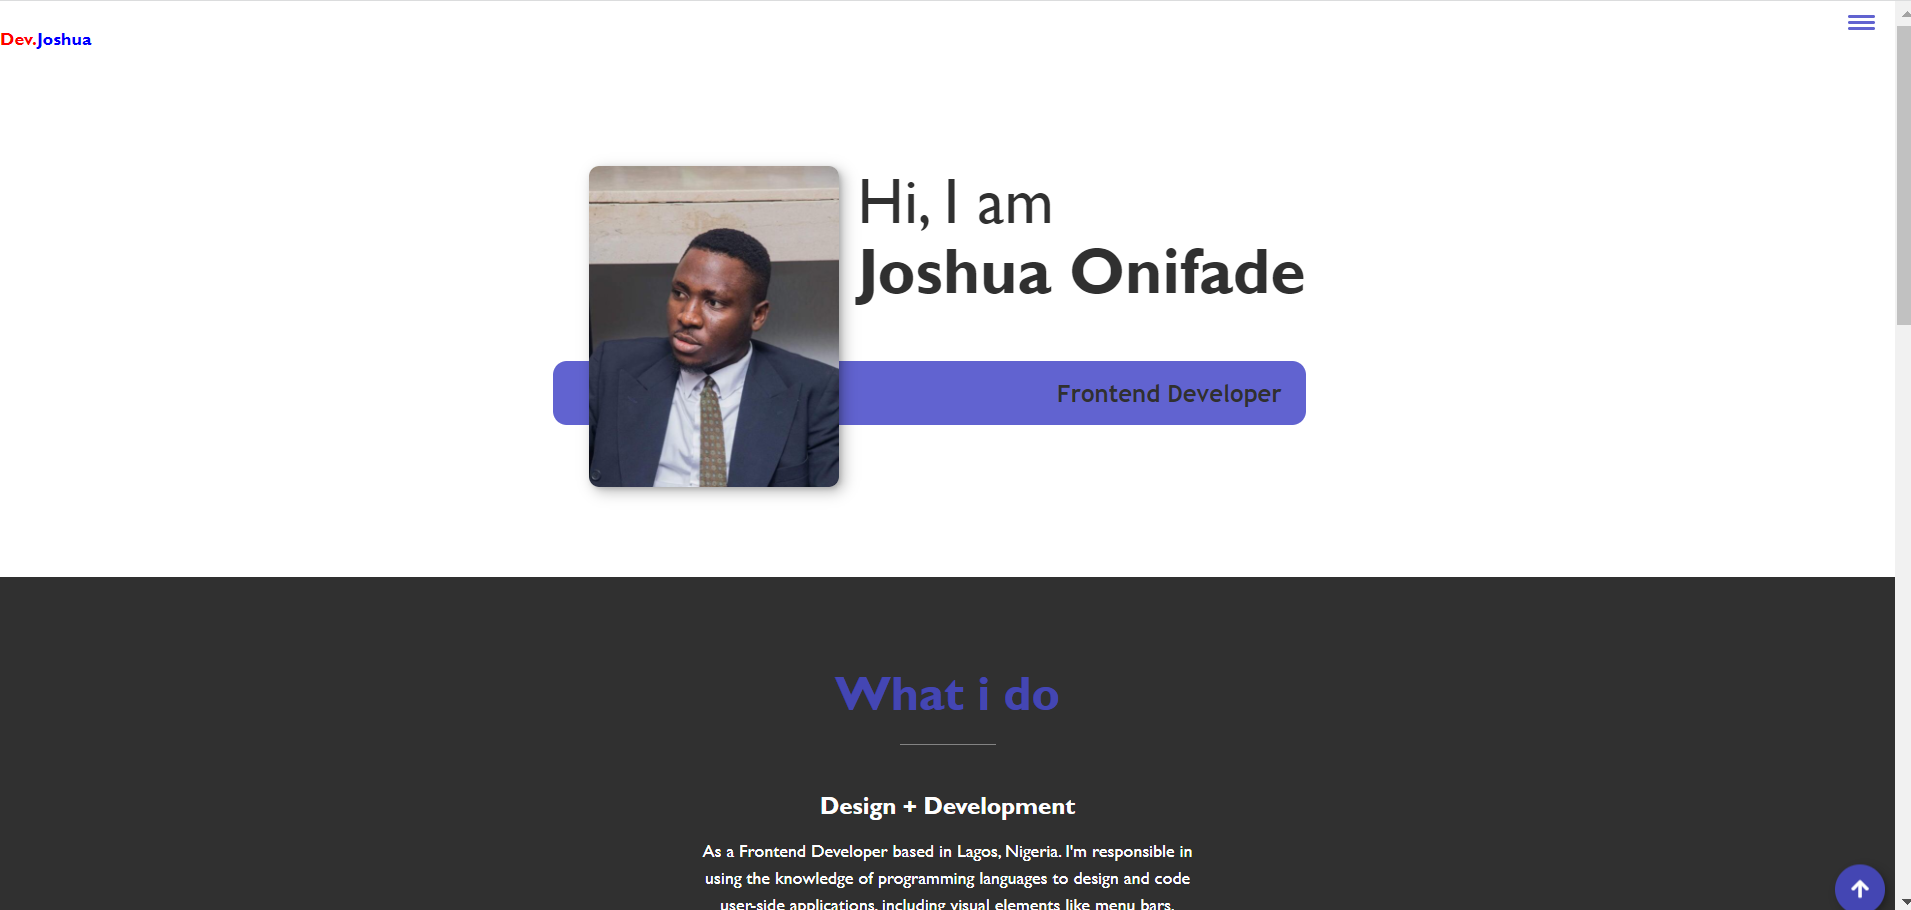 Dev.Joshua
Hi, I am
Joshua Onifade
Frontend Developer
What i do
Design + Development
As a Frontend Developer based in Lagos, Nigeria. I'm responsible in
using the knowledge of programming languages to design and code
user-side applications, including visual elements like menu bars,